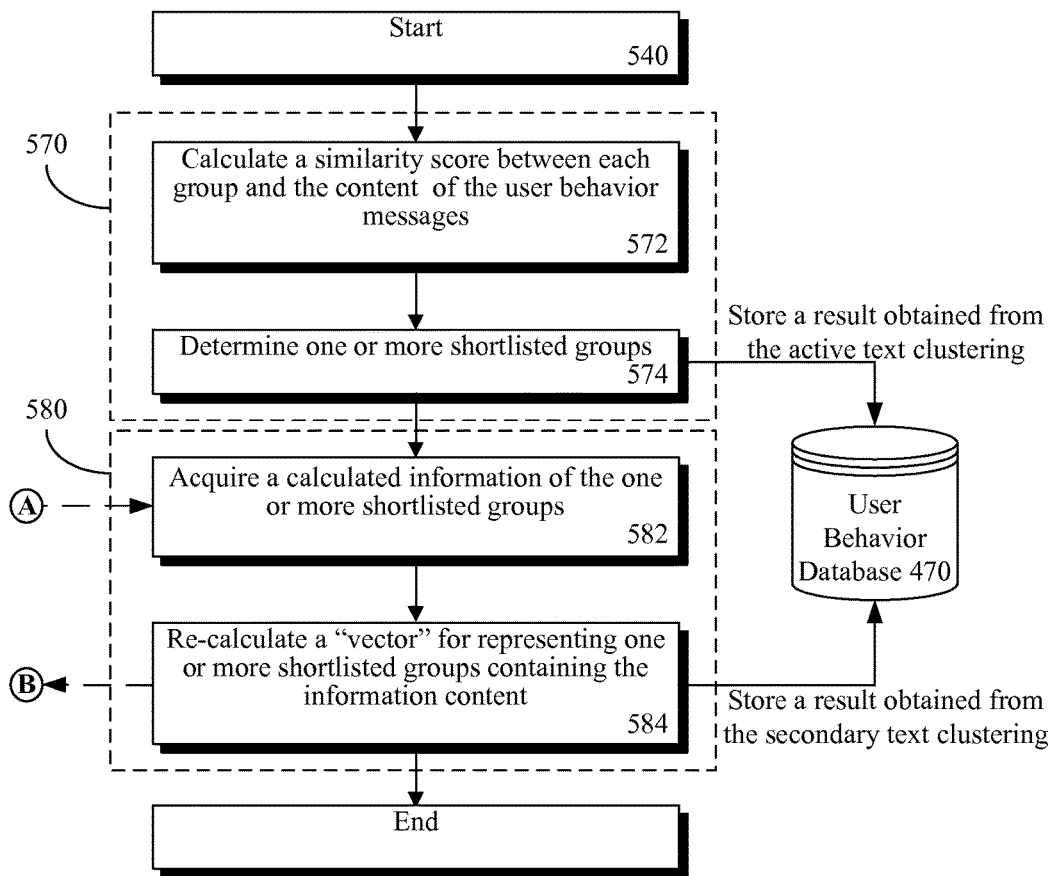 Start
540
570
Calculate a similarity score between each
group and the content of the user behavior
messages
572
Determine one or more shortlisted groups
574
Store a result obtained from
the active text clustering
580
A
Acquire a calculated information of the one
or more shortlisted groups
582
User
Behavior
Database 470
B
Re-calculate a “vector” for representing one
or more shortlisted groups containing the
information content
584
Store a result obtained from
the secondary text clustering
End